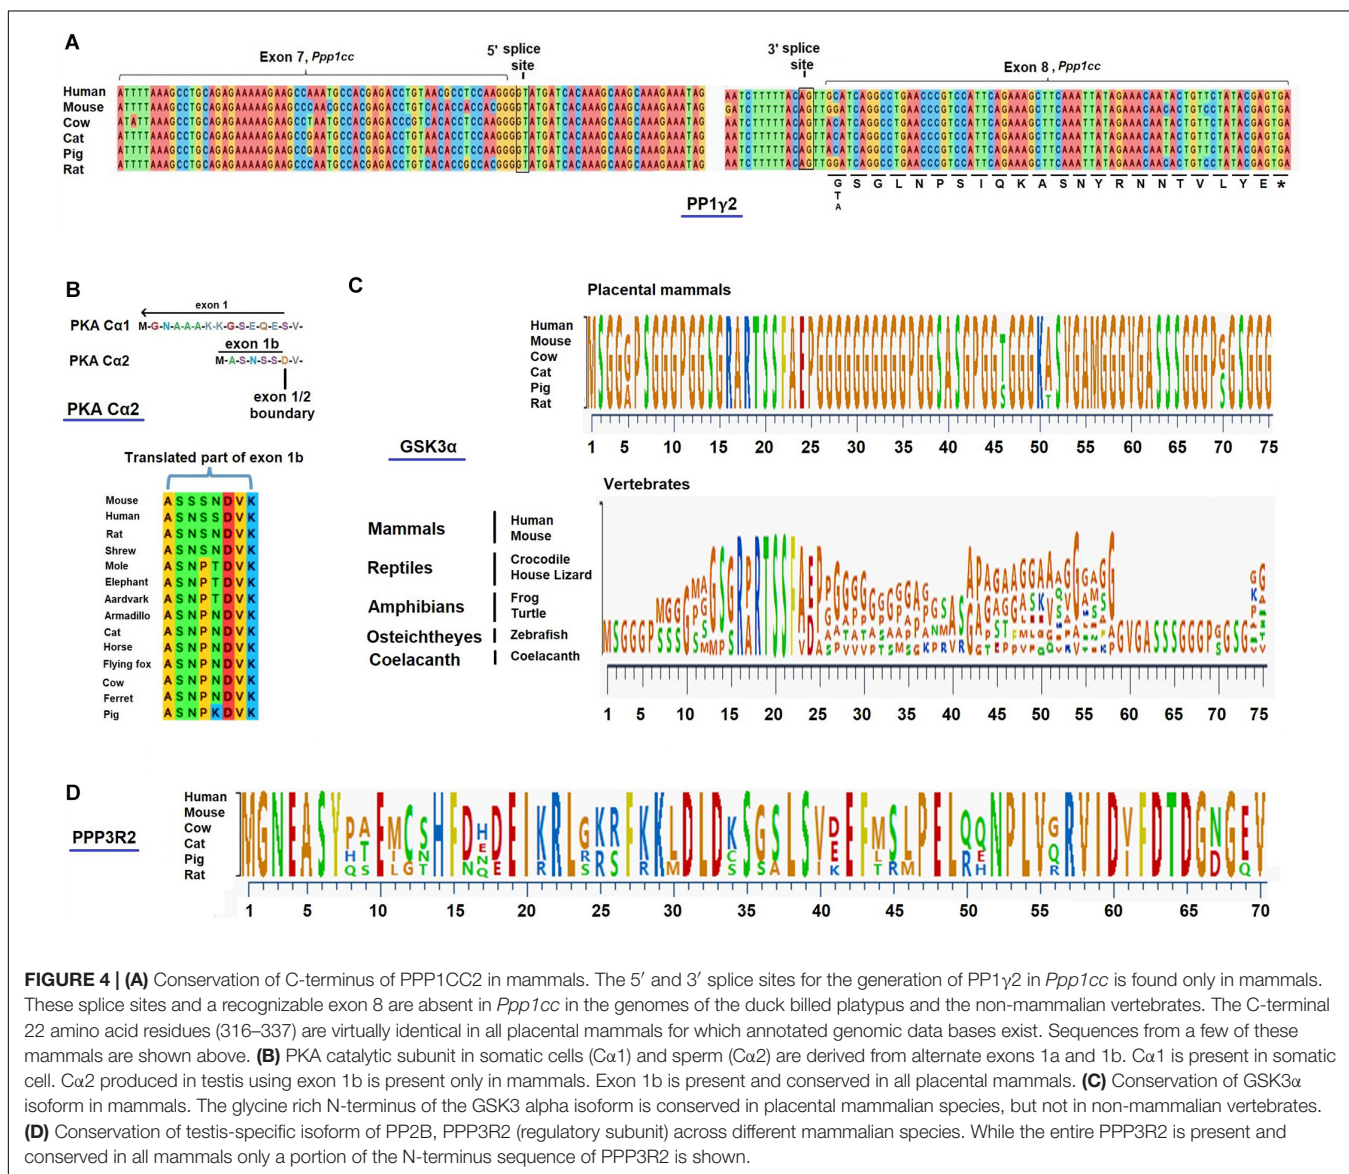 A
Exon 7, Ppp1cc
5' splice
site
3' splice
site
Exon 8, Ppp1cc
Human
Mouse
Cow
Cat
Pig
Rat
G S G L N P S I Q K A S N Y R N N T V L Y E *
T
A
PP1γ2
B
exon 1
PKA Cα1 M-G-N-A-A-A-K-K-G-S-E-Q-E-S-V-
exon 1b
PKA Cα2 M-A-S-N-S-S-D-V-
exon 1/2
boundary
PKA Cα2
Translated part of exon 1b
Mouse A S S S N D V K
Human A S N S S D V K
Rat A S N S N D V K
Shrew A S N S N D V K
Mole A S N P T D V K
Elephant A S N P T D V K
Aardvark A S N P T D V K
Armadillo A S N P N D V K
Cat A S N P N D V K
Horse A S N P N D V K
Flying fox A S N P N D V K
Cow A S N P N D V K
Ferret A S N P N D V K
Pig A S N P K D V K
C
Placental mammals
Human
Mouse
Cow
Cat
Pig
Rat
1 5 10 15 20 25 30 35 40 45 50 55 60 65 70 75
GSK3α
Vertebrates
Mammals
Human
Mouse
Reptiles
Crocodile
House Lizard
Amphibians
Frog
Turtle
Osteichtheyes
Zebrafish
Coelacanth
Coelacanth
1 5 10 15 20 25 30 35 40 45 50 55 60 65 70 75
D
PPP3R2
Human
Mouse
Cow
Cat
Pig
Rat
1 5 10 15 20 25 30 35 40 45 50 55 60 65 70
FIGURE 4 | (A) Conservation of C-terminus of PPP1CC2 in mammals. The 5′ and 3′ splice sites for the generation of PP1γ2 in Ppp1cc is found only in mammals.
These splice sites and a recognizable exon 8 are absent in Ppp1cc in the genomes of the duck billed platypus and the non-mammalian vertebrates. The C-terminal
22 amino acid residues (316–337) are virtually identical in all placental mammals for which annotated genomic data bases exist. Sequences from a few of these
mammals are shown above. (B) PKA catalytic subunit in somatic cells (Cα1) and sperm (Cα2) are derived from alternate exons 1a and 1b. Cα1 is present in somatic
cell. Cα2 produced in testis using exon 1b is present only in mammals. Exon 1b is present and conserved in all placental mammals. (C) Conservation of GSK3α
isoform in mammals. The glycine rich N-terminus of the GSK3 alpha isoform is conserved in placental mammalian species, but not in non-mammalian vertebrates.
(D) Conservation of testis-specific isoform of PP2B, PPP3R2 (regulatory subunit) across different mammalian species. While the entire PPP3R2 is present and
conserved in all mammals only a portion of the N-terminus sequence of PPP3R2 is shown.